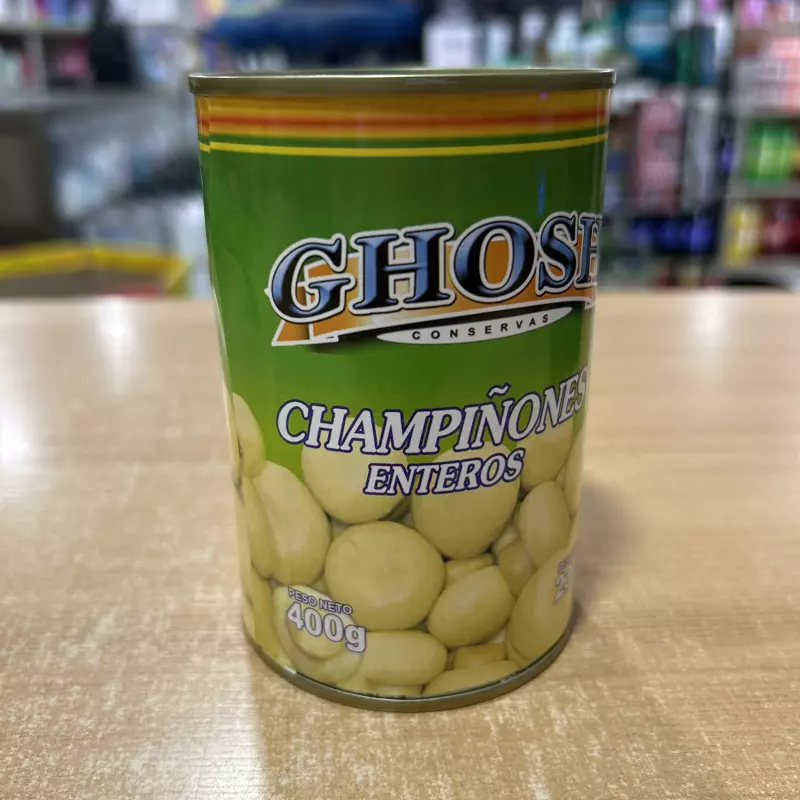 GHOSH
CONSERVAS
CHAMPIÑONES
ENTEROS
PESO NETO
400g